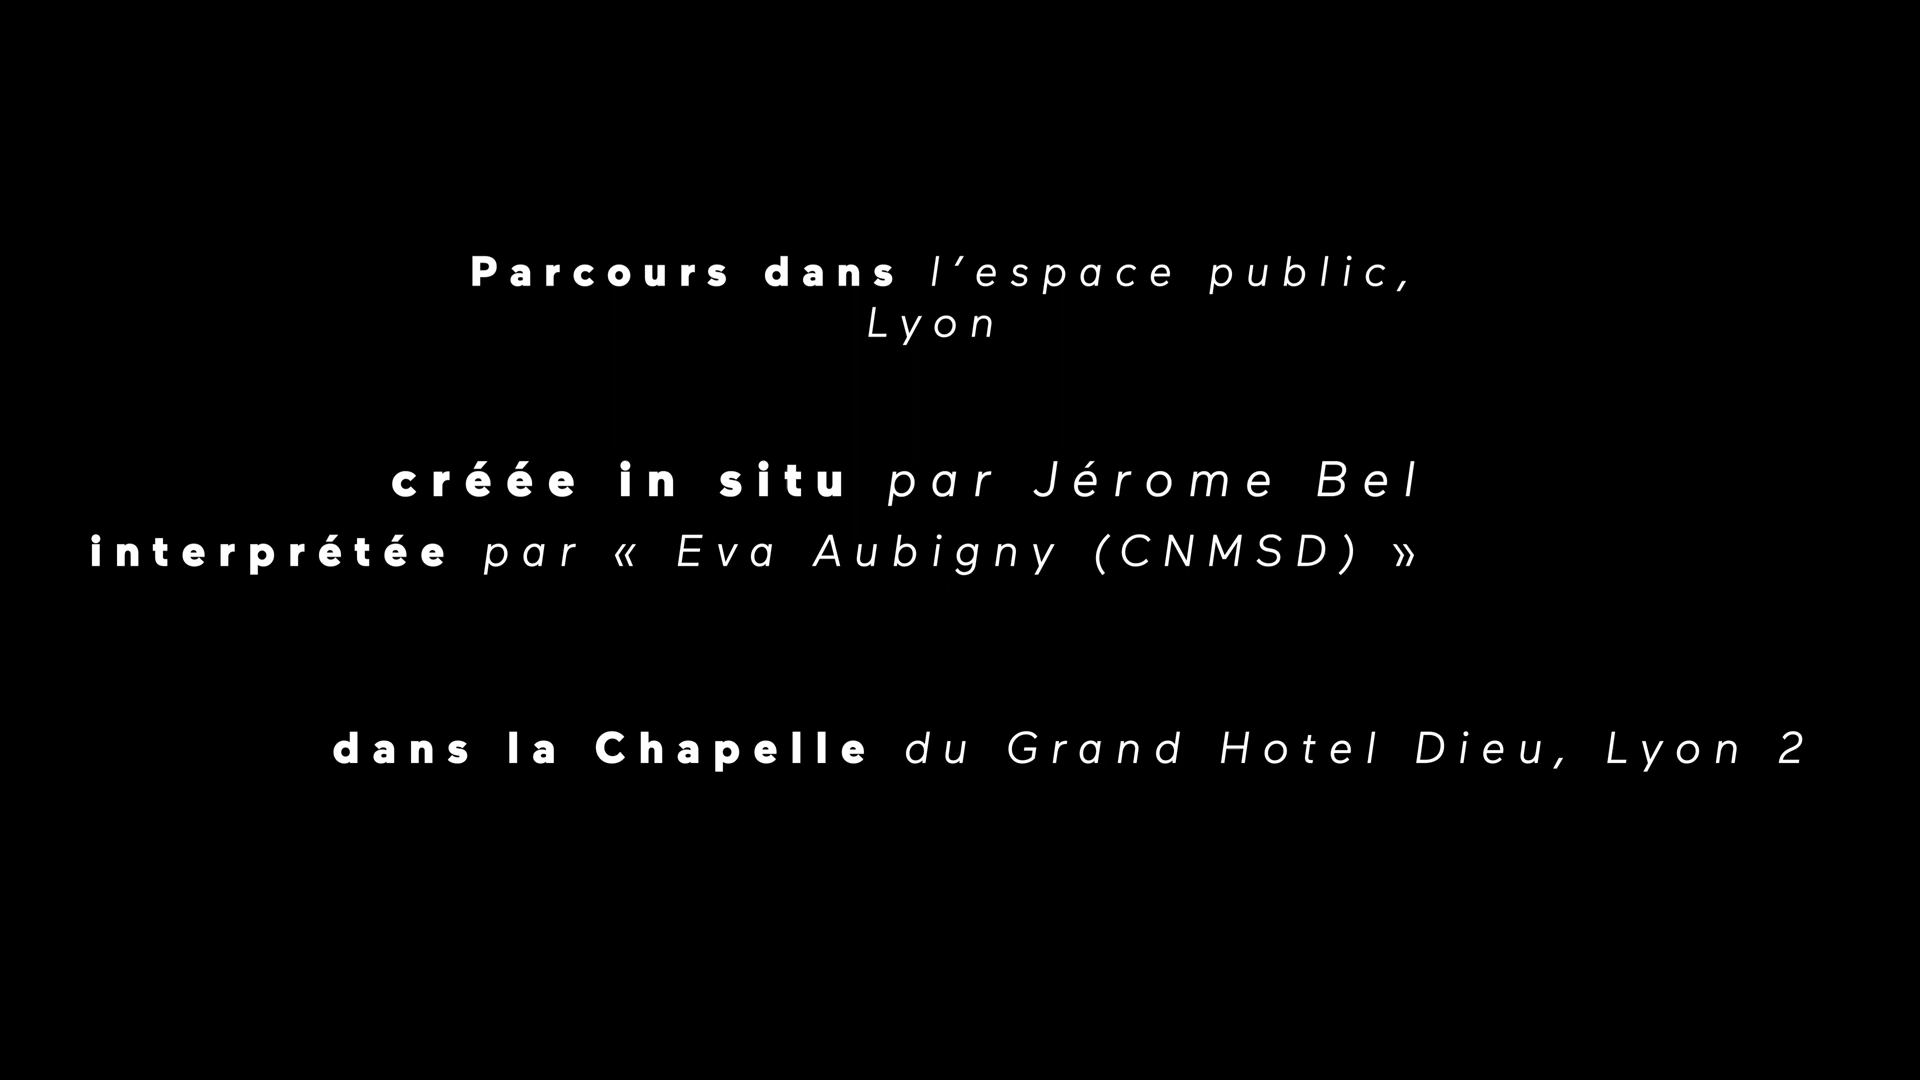 Parcours dans l’espace public,
Lyon
créée in situ par Jérome Bel
interprétée par « Eva Aubigny (CNMSD) »
dans la Chapelle du Grand Hotel Dieu, Lyon 2